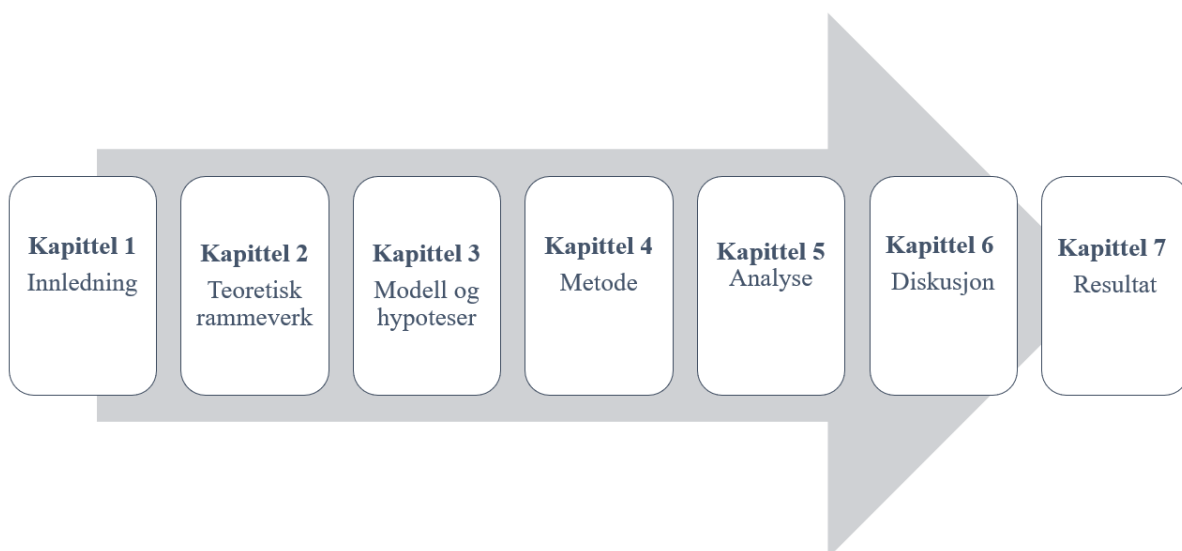 Kapittel 1
Innledning
Kapittel 2
Teoretisk
rammeverk
Kapittel 3
Modell og
hypoteser
Kapittel 4
Metode
Kapittel 5
Analyse
Kapittel 6
Diskusjon
Kapittel 7
Resultat